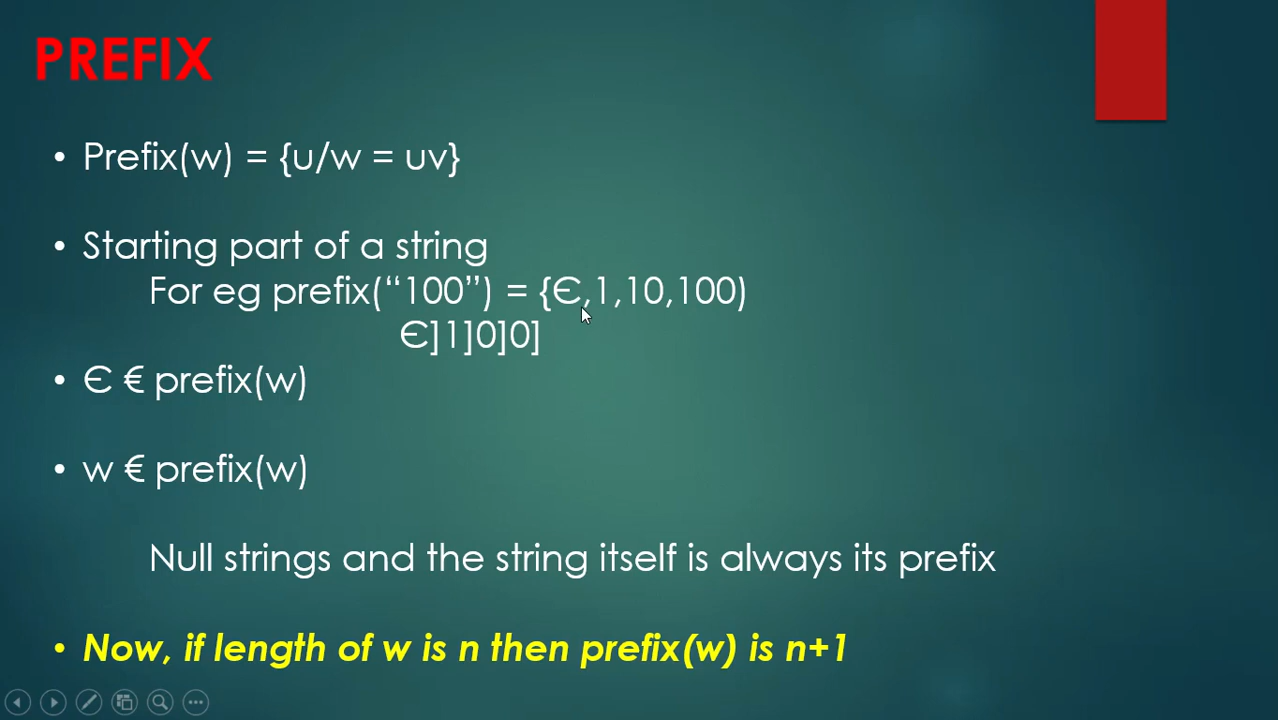 PREFIX
• Prefix(w) = {u/w = uv}
• Starting part of a string
For eg prefix(“100”) = {Є,1,10,100)
Є]1]0]0]
• Є € prefix(w)
• w € prefix(w)
Null strings and the string itself is always its prefix
• Now, if length of w is n then prefix(w) is n+1